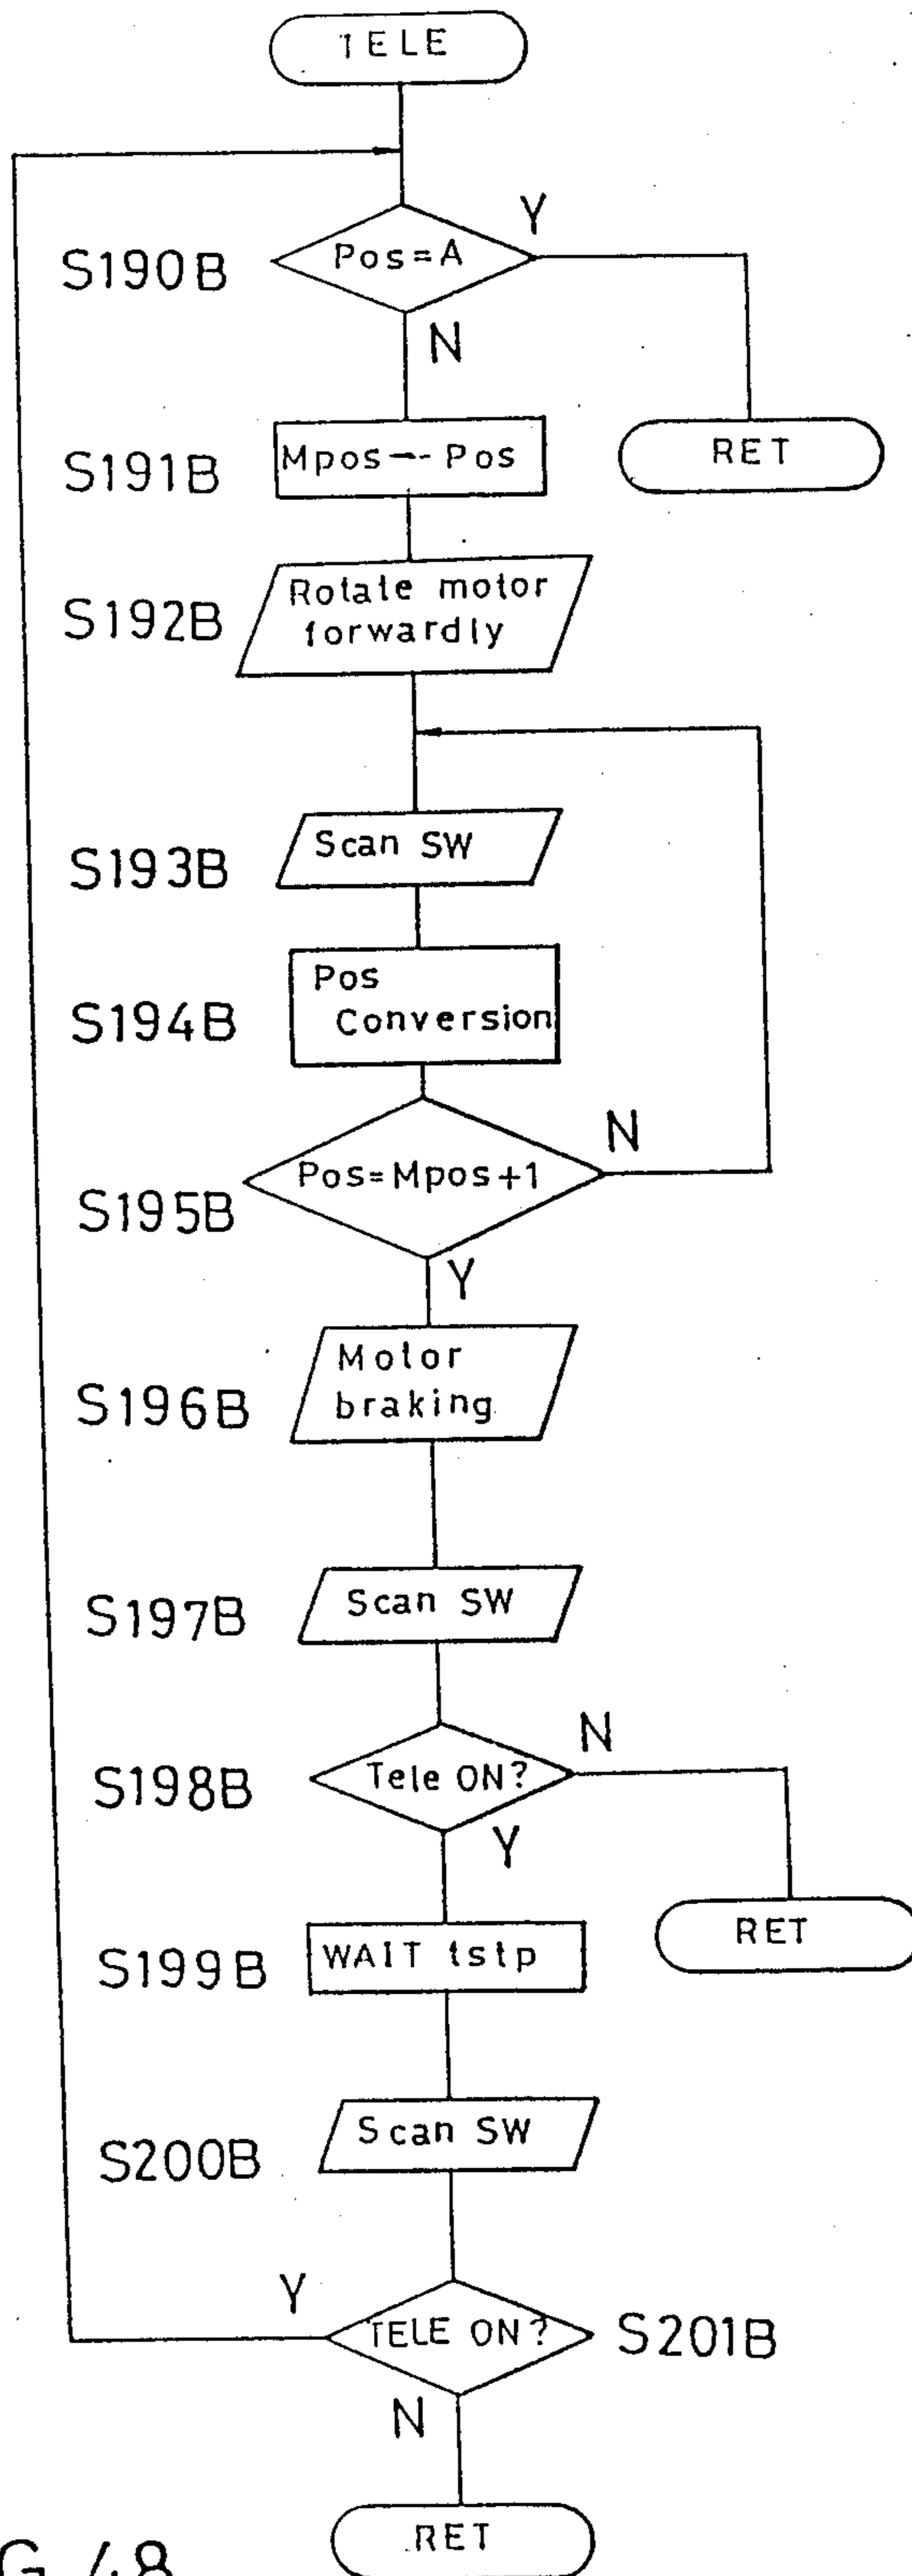 TELE
Y
S190B
Pos=A
N
S191B
Mpos ← Pos
RET
S192B
Rotate motor
forwardly
S193B
Scan SW
S194B
Pos
Conversion
N
S195B
Pos=Mpos+1
Y
S196B
Motor
braking
S197B
Scan SW
N
S198B
Tele ON?
Y
S199B
WAIT tstp
RET
S200B
Scan SW
Y
TELE ON?
S201B
N
RET
G. 48